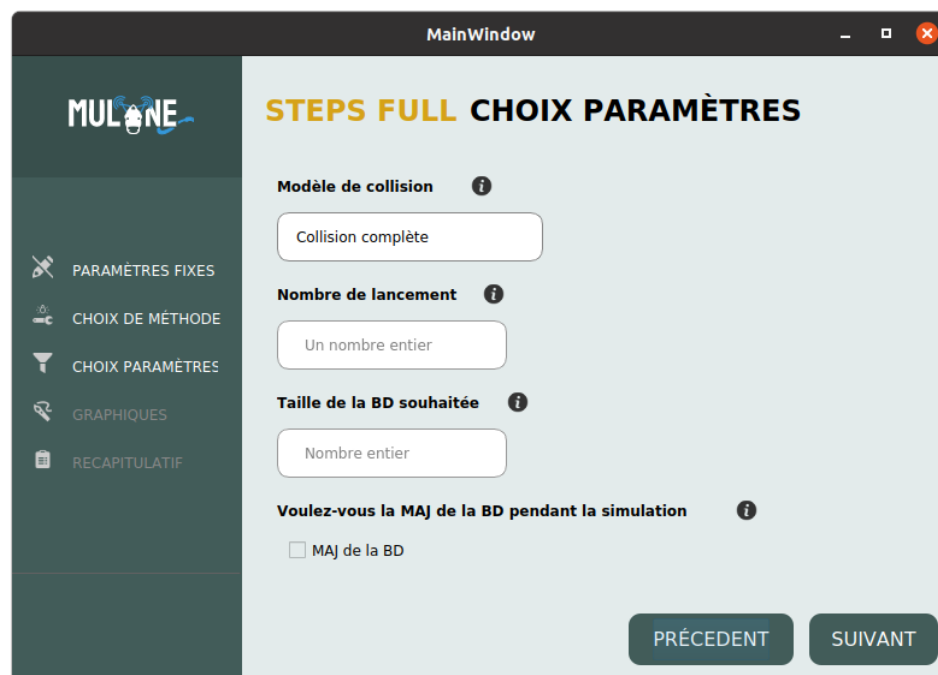 MainWindow
MULONE
STEPS FULL CHOIX PARAMÈTRES
PARAMÈTRES FIXES
CHOIX DE MÉTHODE
CHOIX PARAMÈTRES
GRAPHIQUES
RECAPITULATIF
Modèle de collision
Collision complète
Nombre de lancement
Un nombre entier
Taille de la BD souhaitée
Nombre entier
Voulez-vous la MAJ de la BD pendant la simulation
MAJ de la BD
PRÉCEDENT SUIVANT